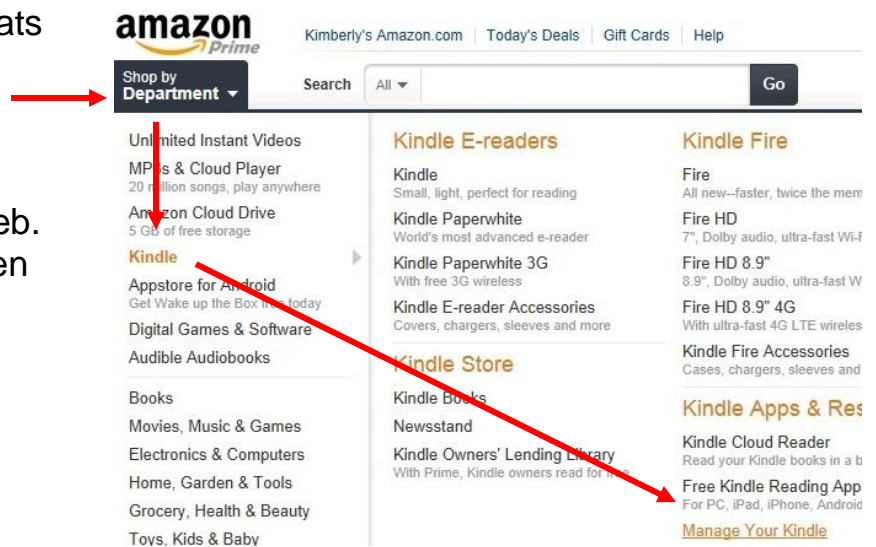 ats
eb.
en
amazon
Prime
Kimberly's Amazon.com | Today's Deals | Gift Cards | Help
Shop by
Department
Search All Go
Unlimited Instant Videos
MP3s & Cloud Player
20 million songs, play anywhere
Amazon Cloud Drive
5 GB of free storage
Kindle
Appstore for Android
Get Wake up the Box free today
Digital Games & Software
Audible Audiobooks
Books
Movies, Music & Games
Electronics & Computers
Home, Garden & Tools
Grocery, Health & Beauty
Toys, Kids & Baby
Kindle E-readers
Kindle
Small, light, perfect for reading
Kindle Paperwhite
World's most advanced e-reader
Kindle Paperwhite 3G
With free 3G wireless
Kindle E-reader Accessories
Covers, chargers, sleeves and more
Kindle Store
Kindle Books
Newsstand
Kindle Owners' Lending Library
With Prime, Kindle owners read for free
Kindle Fire
Fire
All new--faster, twice the mem
Fire HD
7", Dolby audio, ultra-fast Wi-F
Fire HD 8.9"
8.9", Dolby audio, ultra-fast W
Fire HD 8.9" 4G
With ultra-fast 4G LTE wireles
Kindle Fire Accessories
Cases, chargers, sleeves and
Kindle Apps & Res
Kindle Cloud Reader
Read your Kindle books in a b
Free Kindle Reading App
For PC, iPad, iPhone, Android
Manage Your Kindle